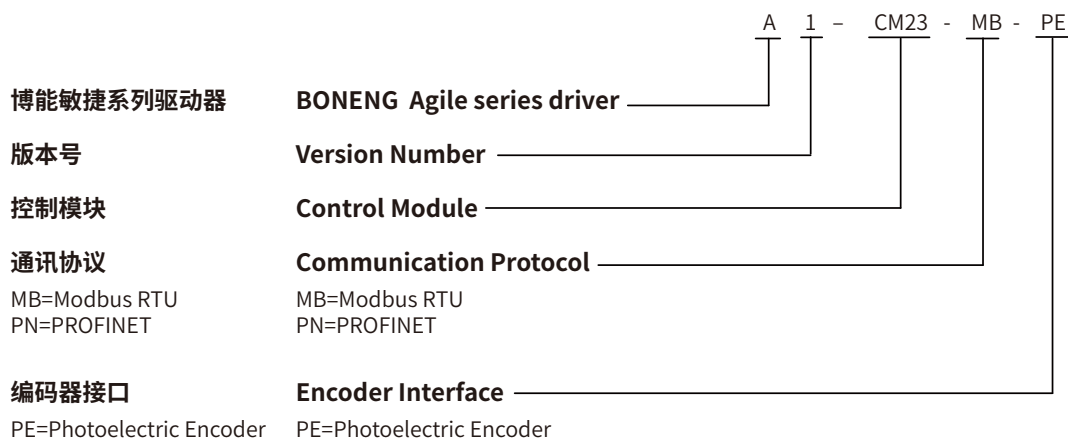 A 1 – CM23 - MB - PE
博能敏捷系列驱动器 BONENG Agile series driver
版本号 Version Number
控制模块 Control Module
通讯协议 Communication Protocol
MB=Modbus RTU MB=Modbus RTU
PN=PROFINET PN=PROFINET
编码器接口 Encoder Interface
PE=Photoelectric Encoder PE=Photoelectric Encoder